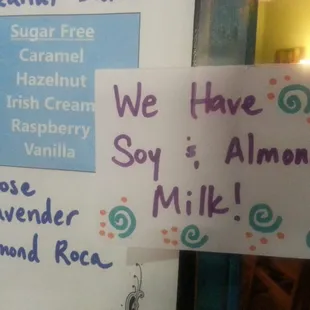 Sugar Free
Caramel
Hazelnut
Irish Cream
Raspberry
Vanilla
We Have
Soy & Almon
Milk!
ose
avender
mond Roca